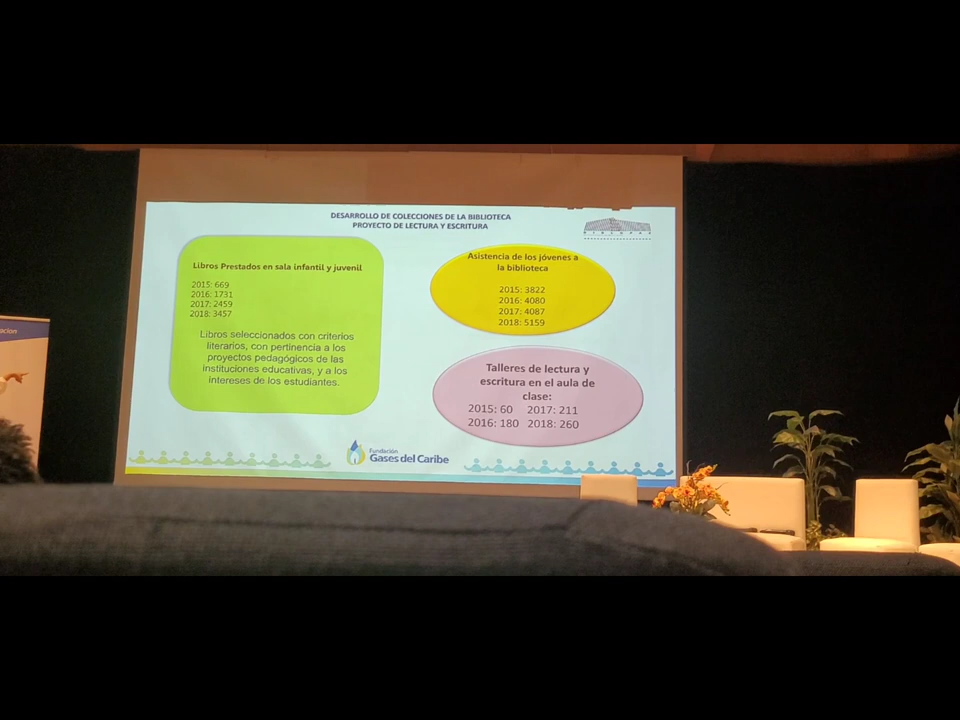 DESARROLLO DE COLECCIONES DE LA BIBLIOTECA
PROYECTO DE LECTURA Y ESCRITURA
Libros Prestados en sala infantil y juvenil
2015: 669
2016: 1731
2017: 2459
2018: 3457
Libros seleccionados con criterios
literarios, con pertinencia a los
proyectos pedagógicos de las
instituciones educativas, y a los
intereses de los estudiantes.
Asistencia de los jóvenes a
la biblioteca
2015: 3822
2016: 4080
2017: 4087
2018: 5159
Talleres de lectura y
escritura en el aula de
clase:
2015: 60 2017: 211
2016: 180 2018: 260
Fundación
Gases del Caribe